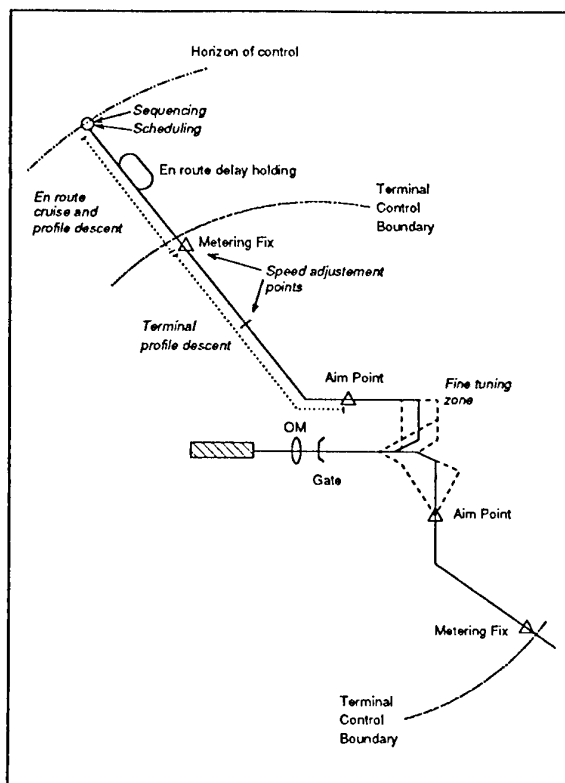 Horizon of control
Sequencing
Scheduling
En route delay holding
En route
cruise and
profile descent
Terminal
Control
Boundary
Metering Fix
Speed adjustement
points
Terminal
profile descent
Aim Point
Fine tuning
zone
OM
Gate
Aim Point
Metering Fix
Terminal
Control
Boundary